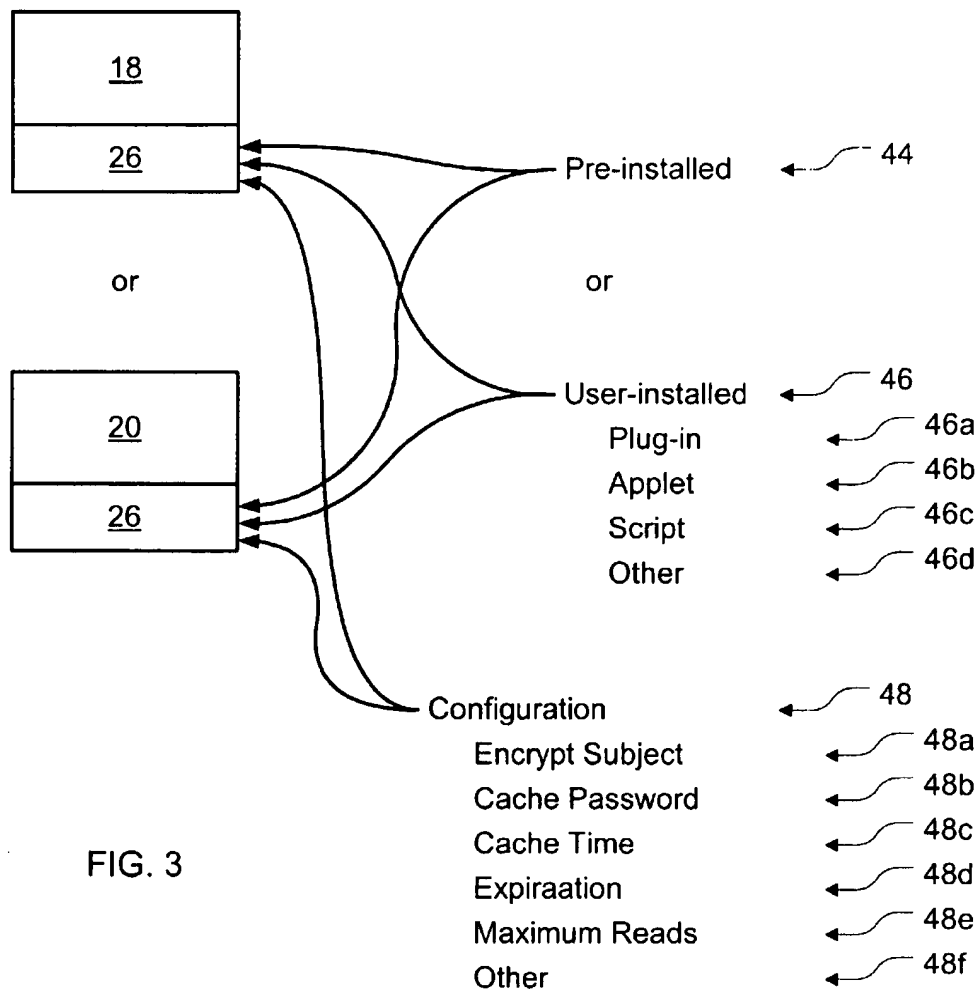 18
26
Pre-installed 44
or or
20
26
User-installed 46
Plug-in 46a
Applet 46b
Script 46c
Other 46d
Configuration 48
Encrypt Subject 48a
Cache Password 48b
Cache Time 48c
Expiraation 48d
Maximum Reads 48e
Other 48f
FIG. 3